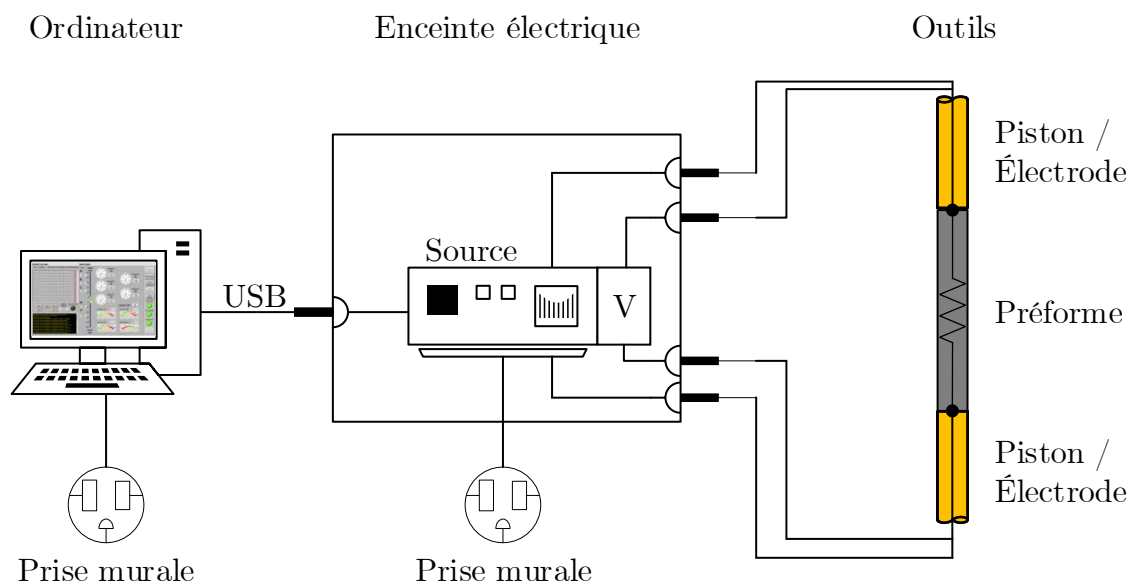 Ordinateur
Enceinte électrique
Outils
Piston /
Électrode
Source
USB
V
Préforme
Piston /
Électrode
Prise murale
Prise murale